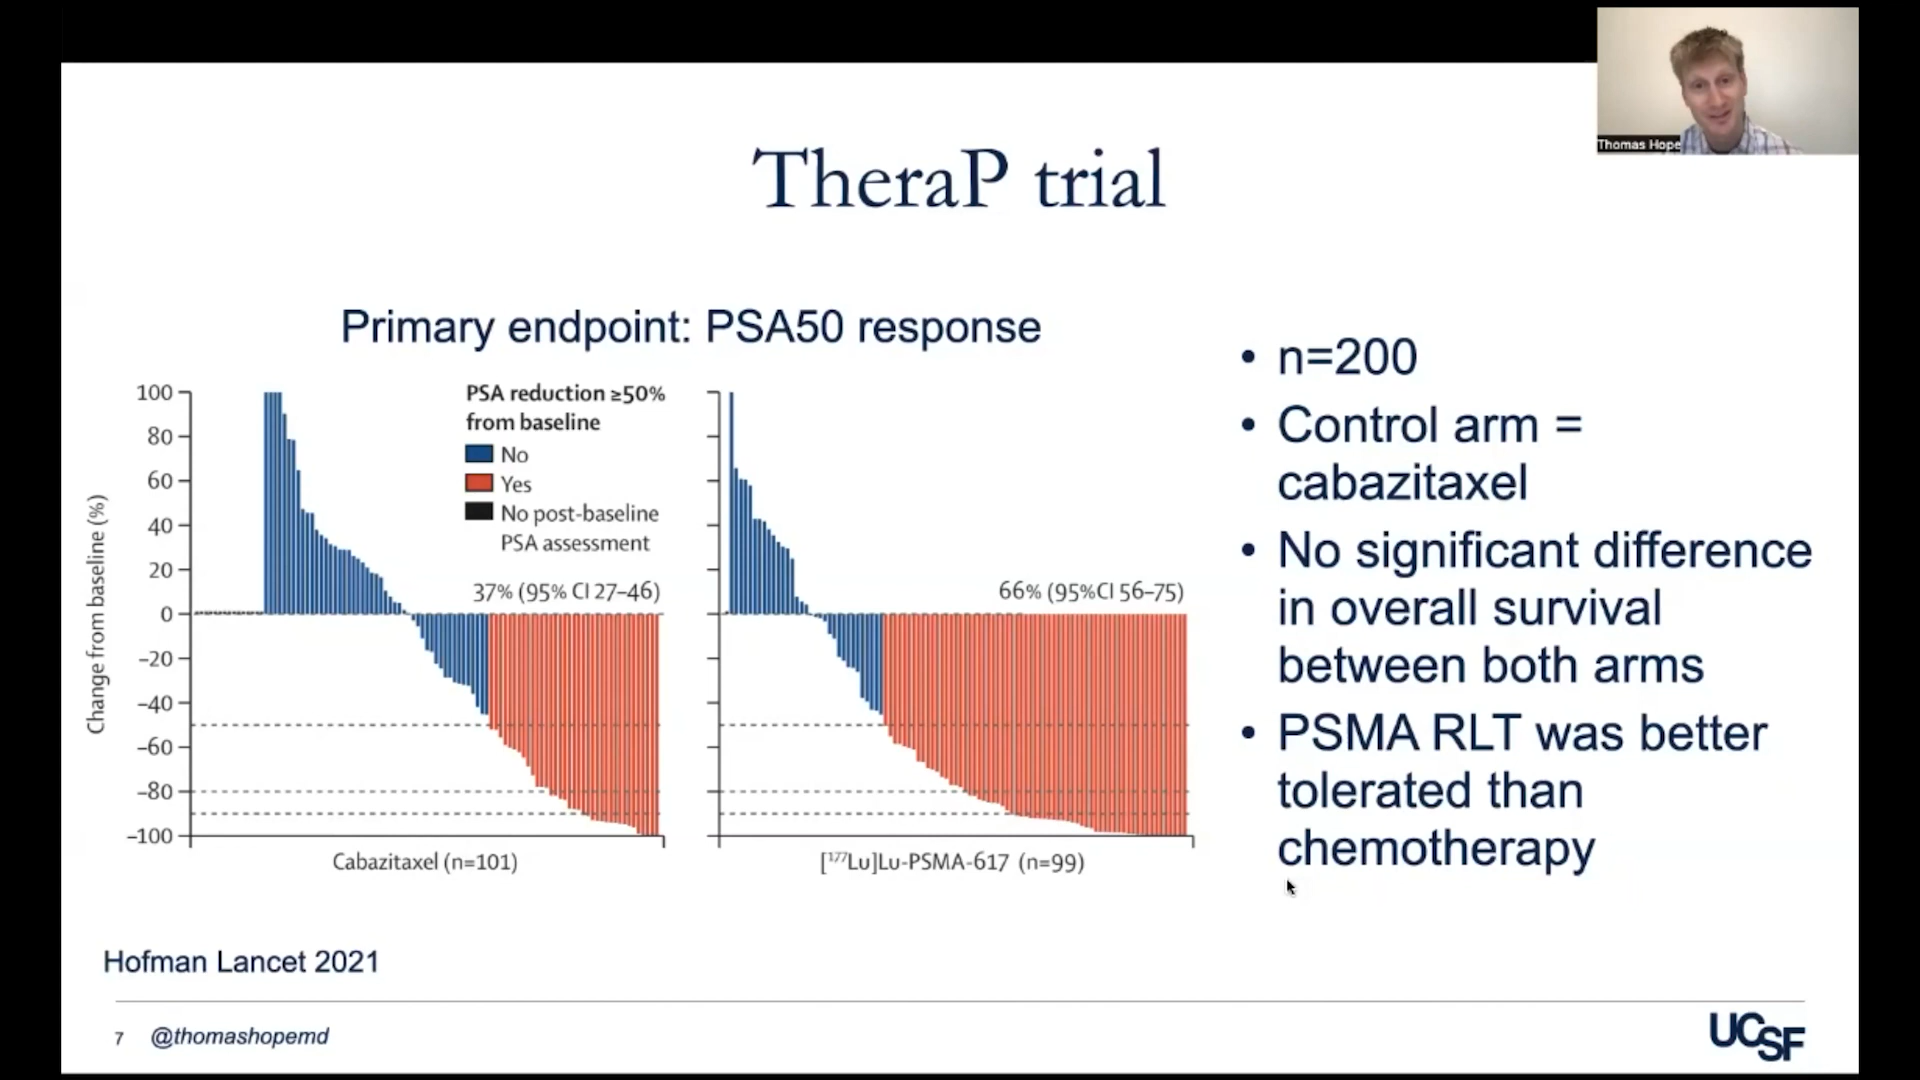 Thomas Hope
TheraP trial
Primary endpoint: PSA50 response
100
80
60
40
20
0
–20
–40
–60
–80
–100
Change from baseline (%)
PSA reduction ≥50%
from baseline
No
Yes
No post-baseline
PSA assessment
37% (95% CI 27–46)
Cabazitaxel (n=101)
66% (95%CI 56–75)
[¹⁷⁷Lu]Lu-PSMA-617 (n=99)
• n=200
• Control arm =
cabazitaxel
• No significant difference
in overall survival
between both arms
• PSMA RLT was better
tolerated than
chemotherapy
Hofman Lancet 2021
7 @thomashopemd
UCSF